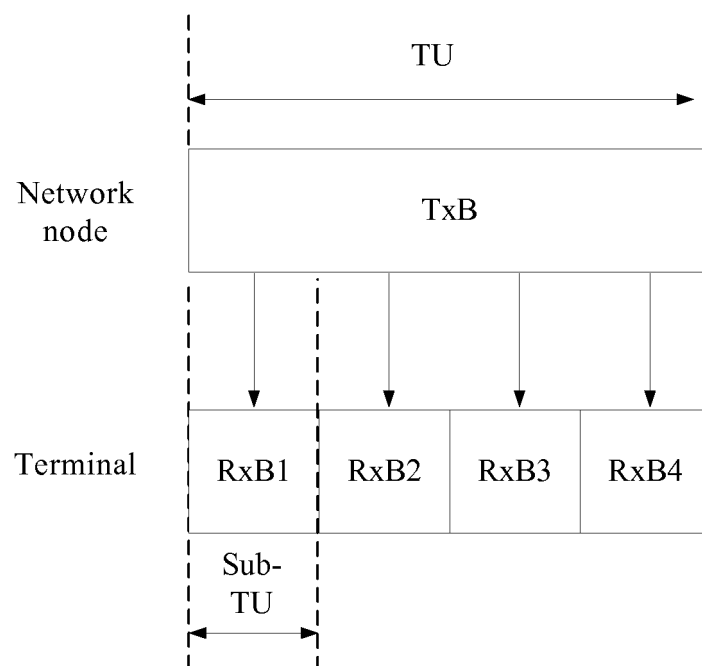 TU
Network
node
TxB
Terminal
RxB1
RxB2
RxB3
RxB4
Sub-
TU